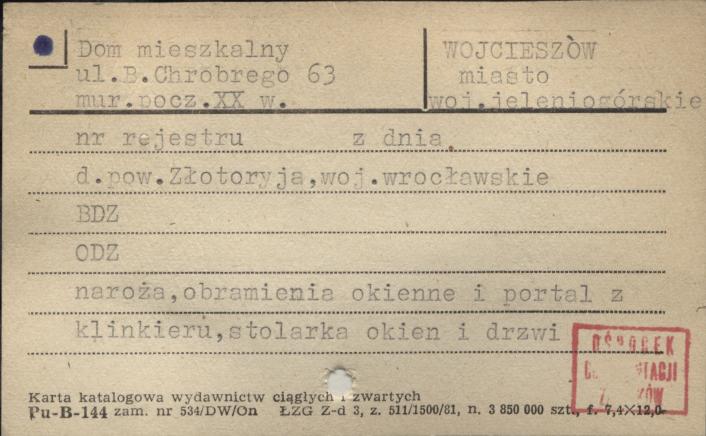 Dom mieszkalny
ul.B.Chrobrego 63
mur.pocz.XX w.
WOJCIESZÒW
miasto
woj.jeleniogórskie
nr rejestru z dnia.
d.pow.Złotoryja,woj.wrocławskie
BDZ
ODZ
naroża,obramienia okienne i portal z
klinkieru,stolarka okien i drzwi
OŚRODEK
Karta katalogowa wydawnictw ciągłych i zwartych
Pu-B-144 zam. nr 534/DW/On ŁZG Z-d 3, z. 511/1500/81, n. 3 850 000 szt., f. 7,4×12,0